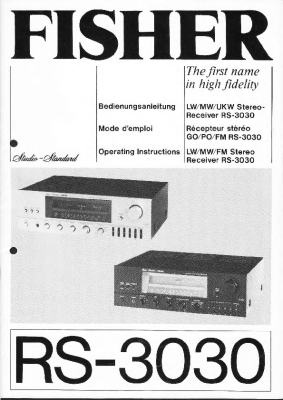 FISHER
The first name
in high fidelity
Bedienungsanleitung LW/MW/UKW Stereo-
Receiver RS-3030
Mode d'emploi Récepteur stéréo
GO/PO/FM RS-3030
Operating Instructions LW/MW/FM Stereo
Receiver RS-3030
Studio-Standard
RS-3030